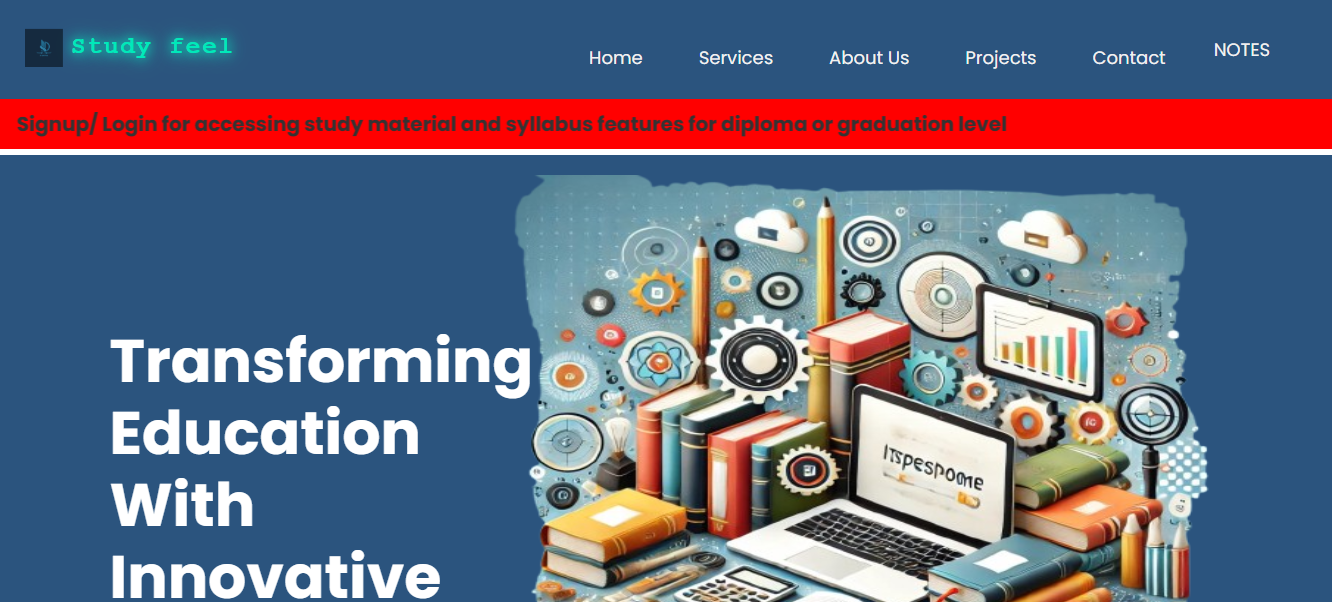 Study feel
Home Services About Us Projects Contact NOTES
Signup/ Login for accessing study material and syllabus features for diploma or graduation level
Transforming
Education
With
Innovative